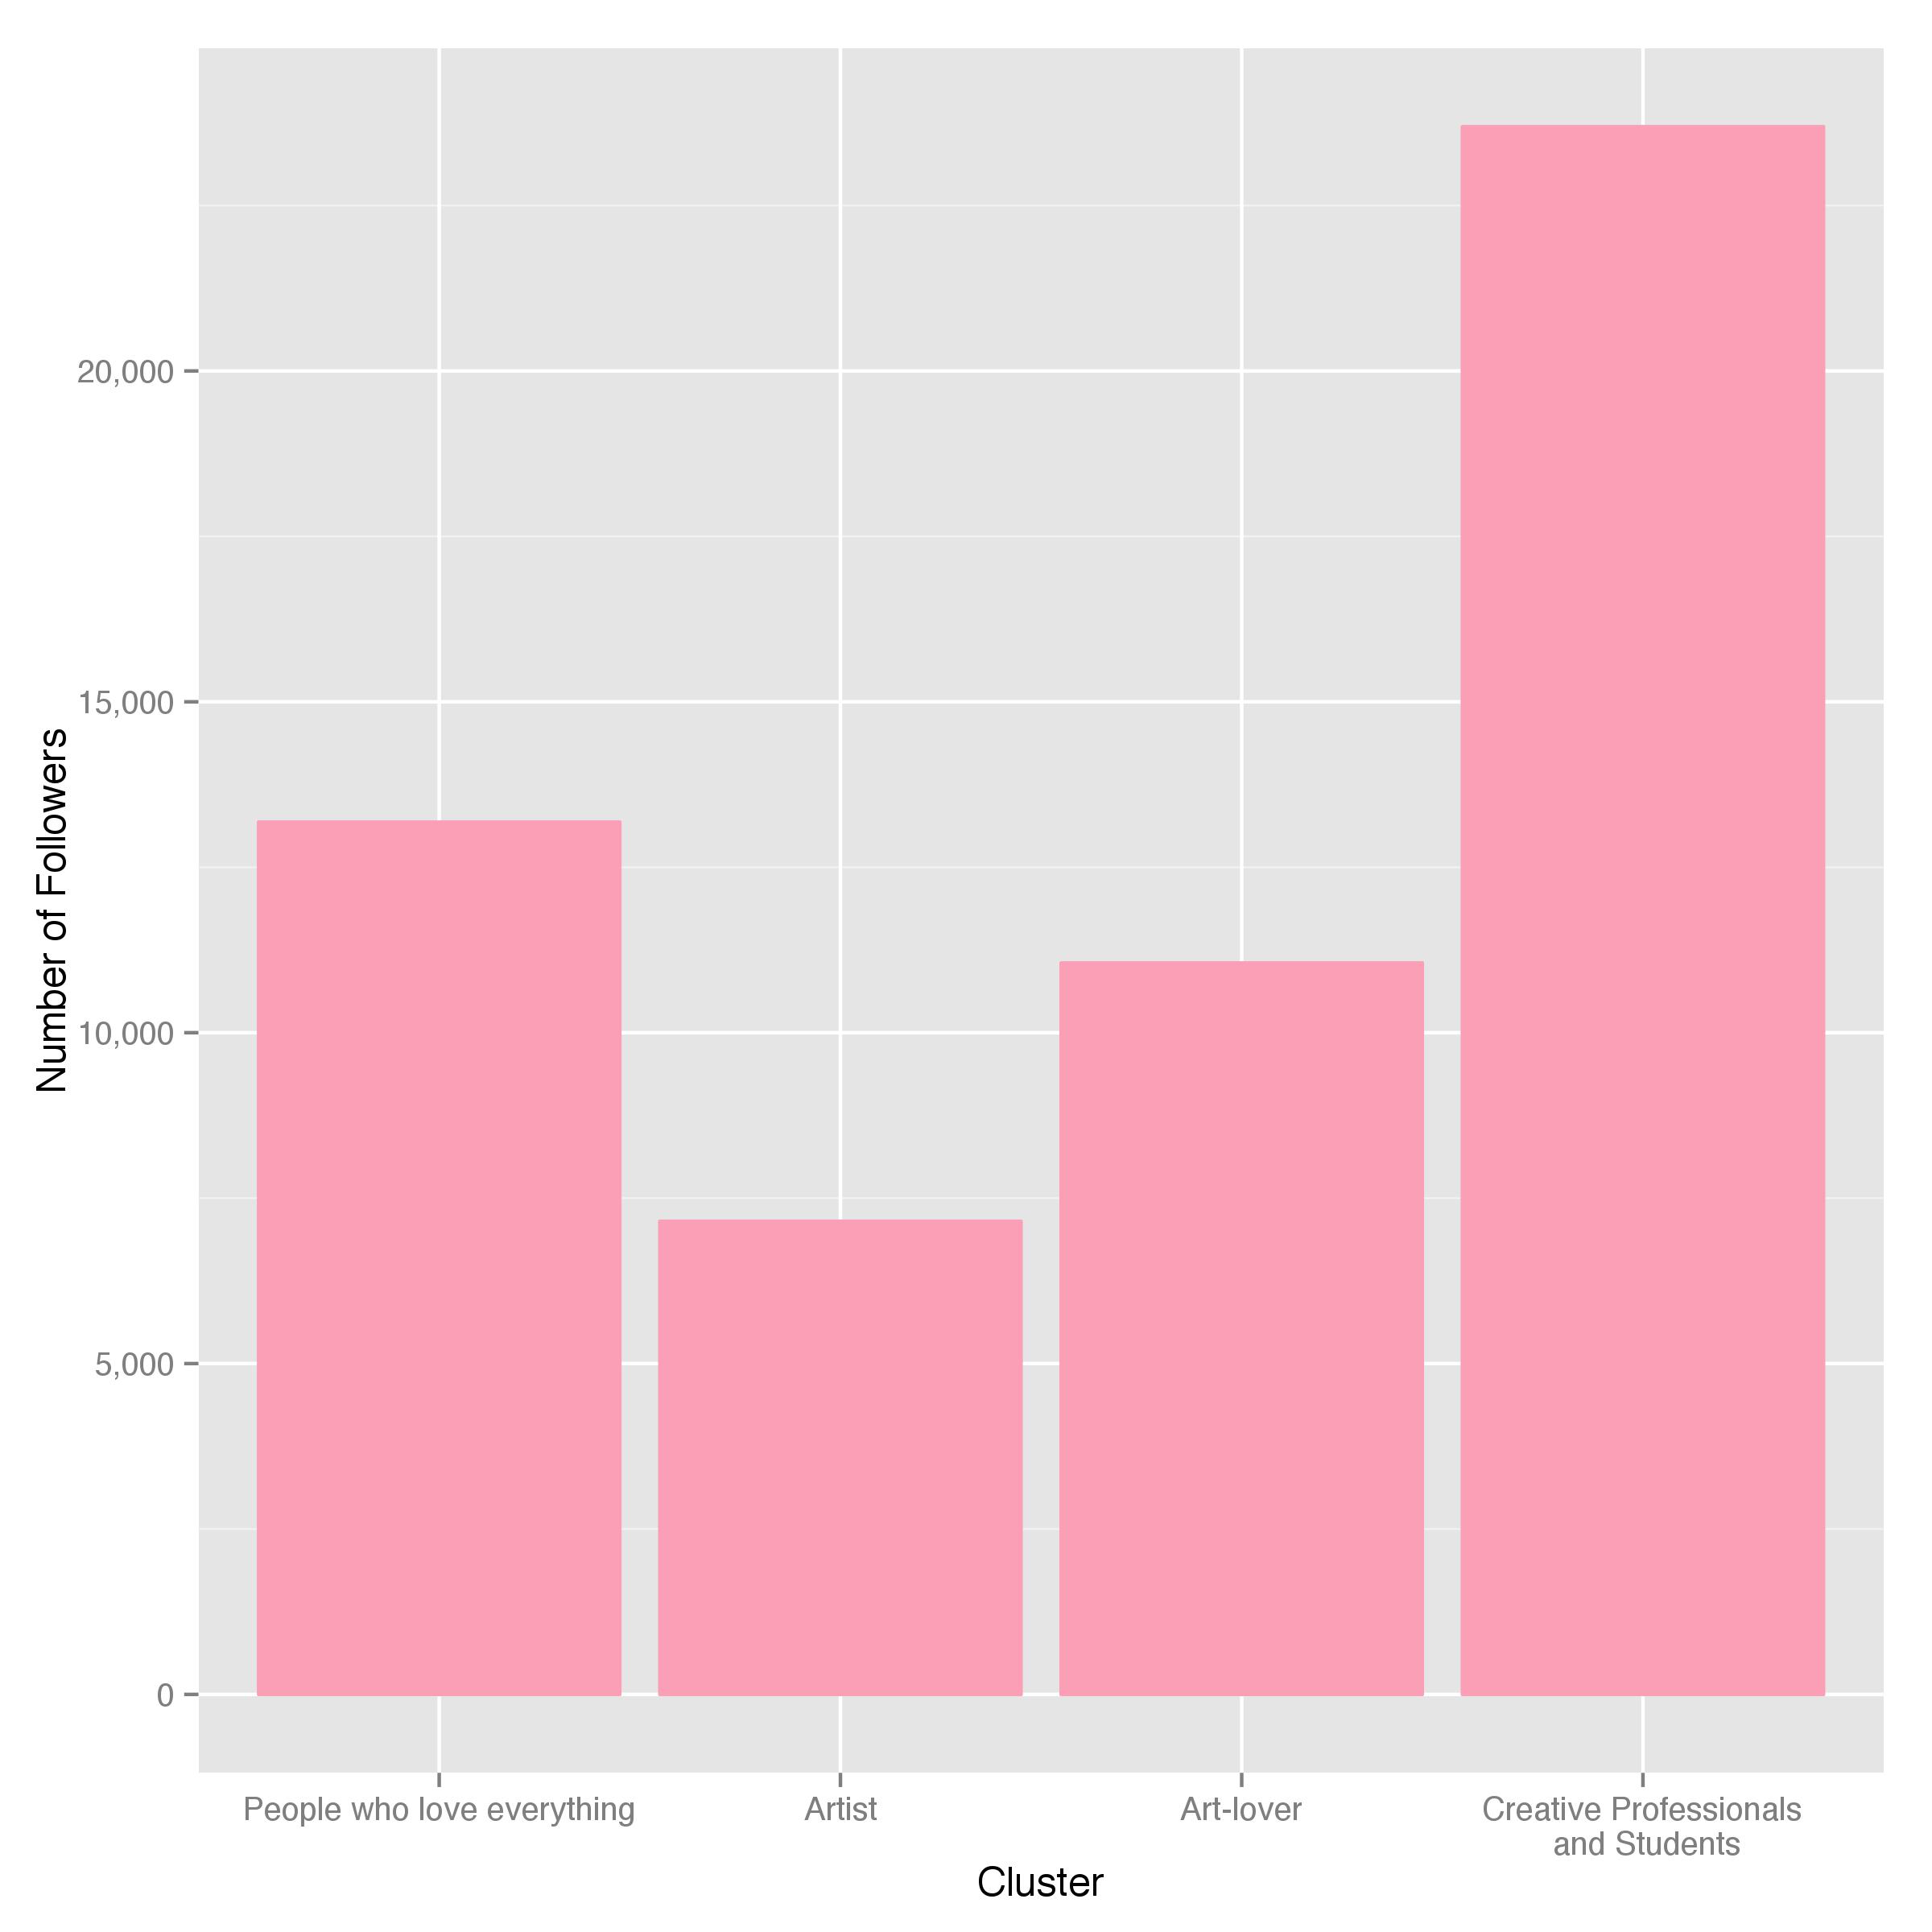 Number of Followers
20,000
15,000
10,000
5,000
0
People who love everything
Artist
Art-lover
Creative Professionals
and Students
Cluster